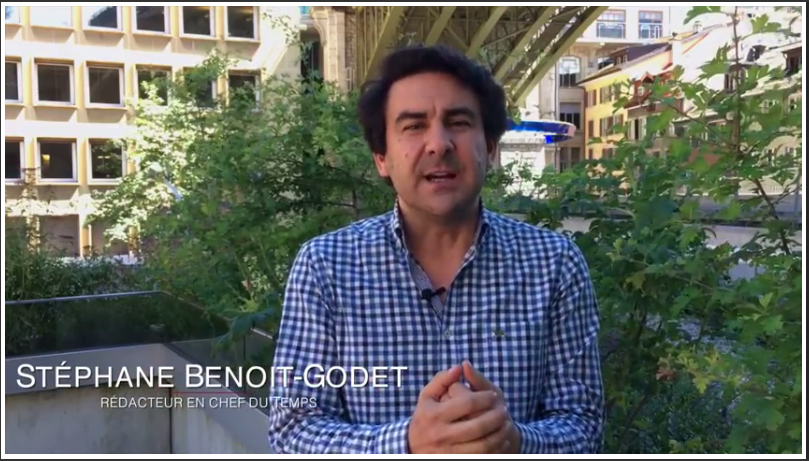 STÉPHANE BENOIT-GODET
RÉDACTEUR EN CHEF DU TEMPS